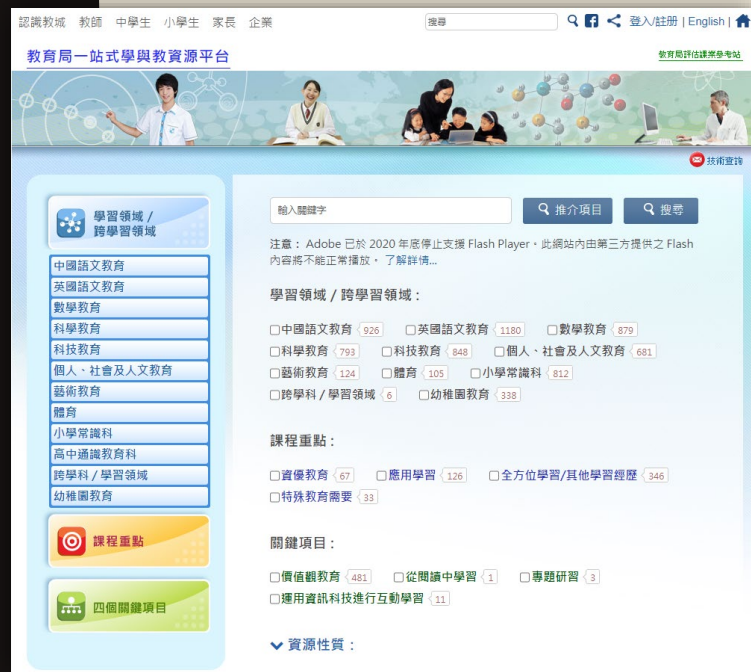 認識教城 教師 中學生 小學生 家長 企業 搜尋 登入/註冊 | English |
教育局一站式學與教資源平台
教育局評估課業參考站
技術查詢
學習領域 /
跨學習領域
中國語文教育
英國語文教育
數學教育
科學教育
科技教育
個人、社會及人文教育
藝術教育
體育
小學常識科
高中通識教育科
跨學科 / 學習領域
幼稚園教育
課程重點
四個關鍵項目
輸入關鍵字 推介項目 搜尋
注意： Adobe 已於 2020 年底停止支援 Flash Player。此網站內由第三方提供之 Flash
內容將不能正常播放。 了解詳情...
學習領域 / 跨學習領域 :
中國語文教育 926 英國語文教育 1180 數學教育 879
科學教育 793 科技教育 848 個人、社會及人文教育 681
藝術教育 124 體育 105 小學常識科 812
跨學科 / 學習領域 6 幼稚園教育 338
課程重點 :
資優教育 67 應用學習 126 全方位學習/其他學習經歷 346
特殊教育需要 33
關鍵項目 :
價值觀教育 481 從閱讀中學習 1 專題研習 3
運用資訊科技進行互動學習 11
資源性質 :